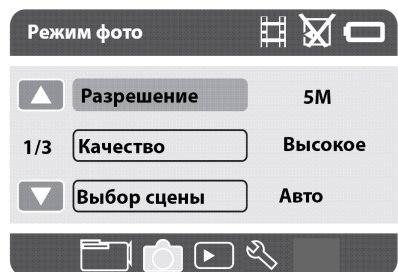 Режим фото
Разрешение 5M
1/3 Качество Высокое
Выбор сцены Авто